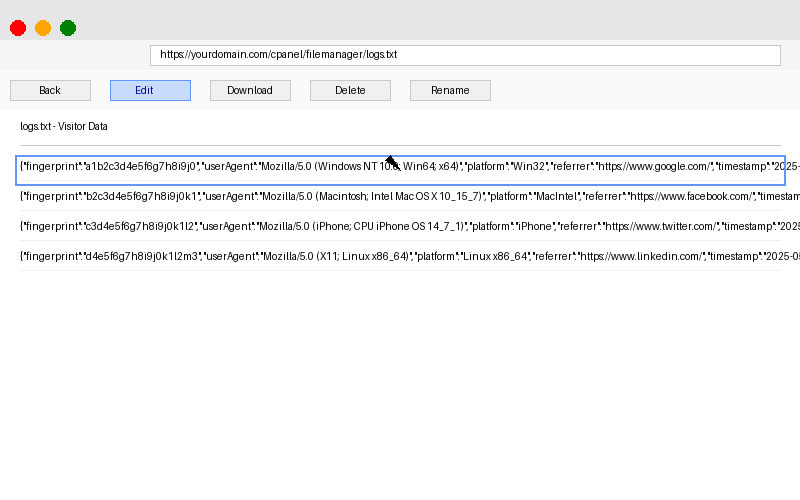 https://yourdomain.com/cpanel/filemanager/logs.txt
Back Edit Download Delete Rename
logs.txt - Visitor Data
{"fingerprint":"a1b2c3d4e5f6g7h8i9j0","userAgent":"Mozilla/5.0 (Windows NT 10.0; Win64; x64)","platform":"Win32","referrer":"https://www.google.com/","timestamp":"2025-
{"fingerprint":"b2c3d4e5f6g7h8i9j0k1","userAgent":"Mozilla/5.0 (Macintosh; Intel Mac OS X 10_15_7)","platform":"MacIntel","referrer":"https://www.facebook.com/","timestam
{"fingerprint":"c3d4e5f6g7h8i9j0k1l2","userAgent":"Mozilla/5.0 (iPhone; CPU iPhone OS 14_7_1)","platform":"iPhone","referrer":"https://www.twitter.com/","timestamp":"2025
{"fingerprint":"d4e5f6g7h8i9j0k1l2m3","userAgent":"Mozilla/5.0 (X11; Linux x86_64)","platform":"Linux x86_64","referrer":"https://www.linkedin.com/","timestamp":"2025-05